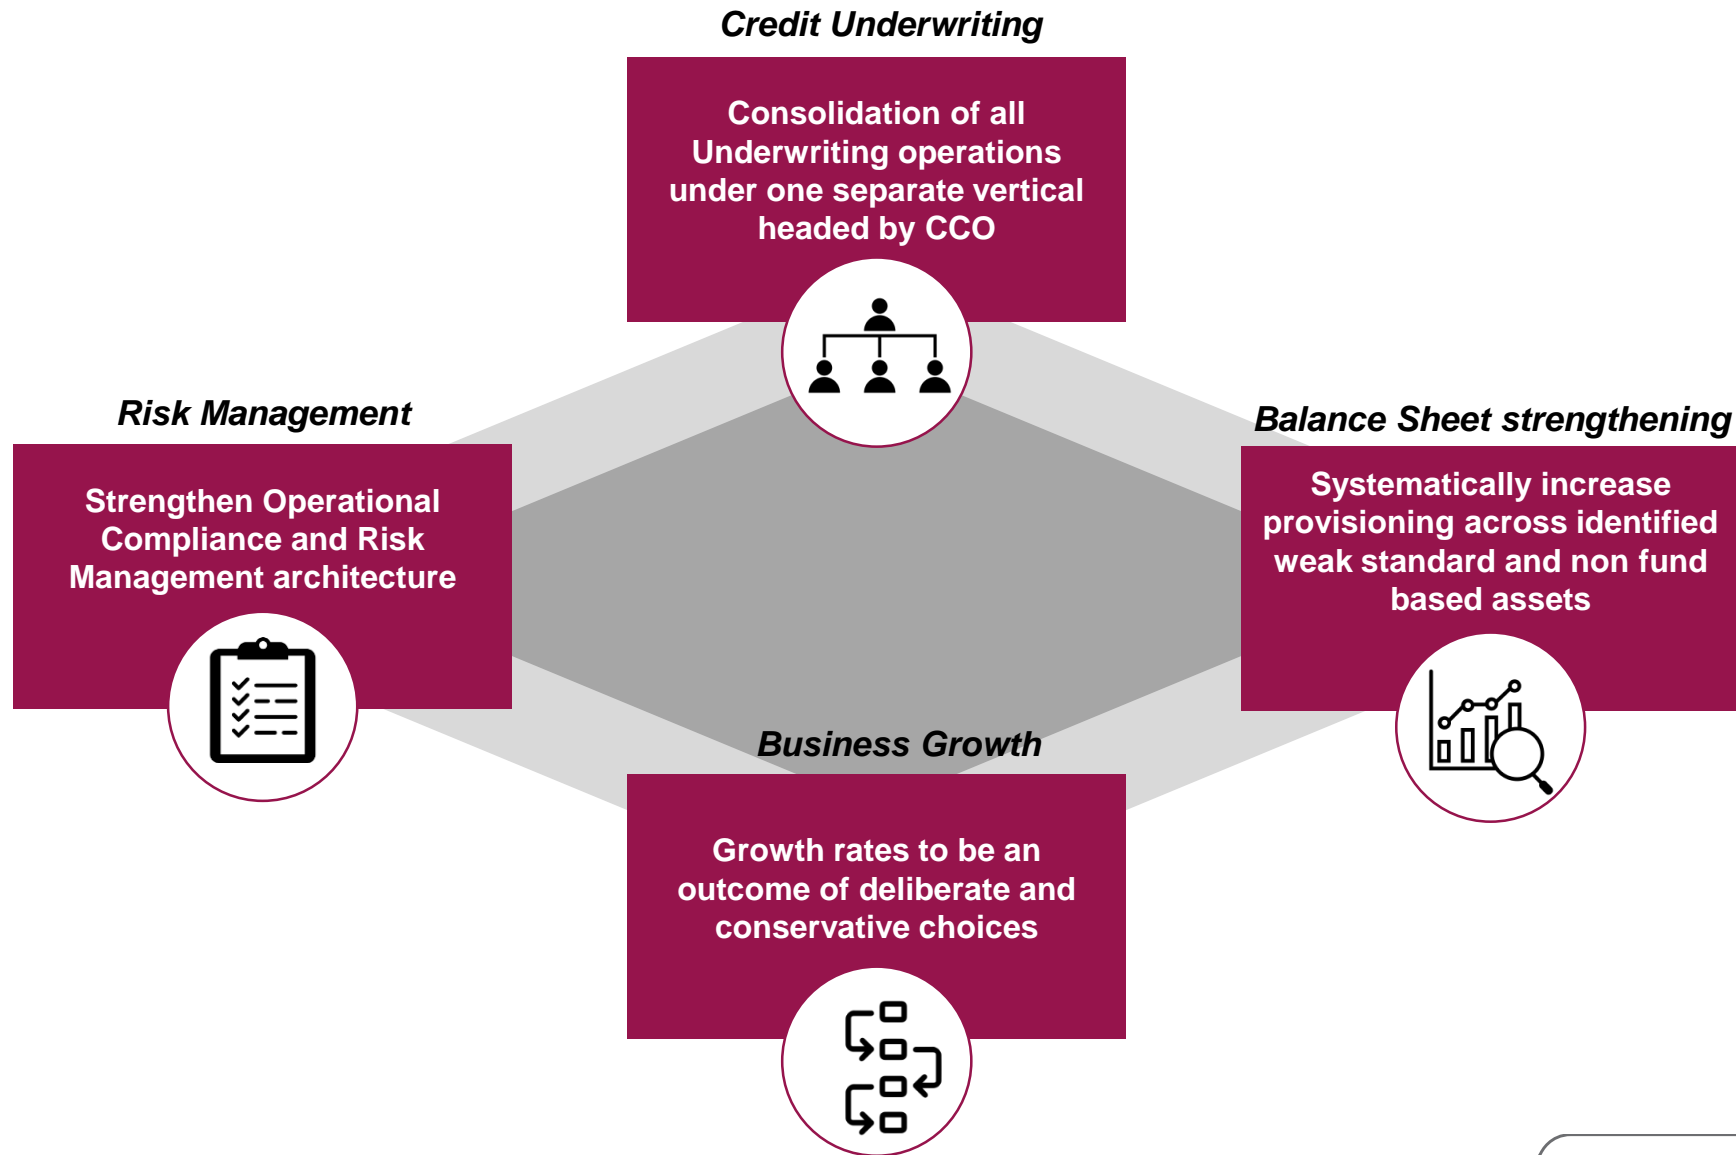 Credit Underwriting
Consolidation of all
Underwriting operations
under one separate vertical
headed by CCO
Risk Management
Strengthen Operational
Compliance and Risk
Management architecture
Balance Sheet strengthening
Systematically increase
provisioning across identified
weak standard and non fund
based assets
Business Growth
Growth rates to be an
outcome of deliberate and
conservative choices